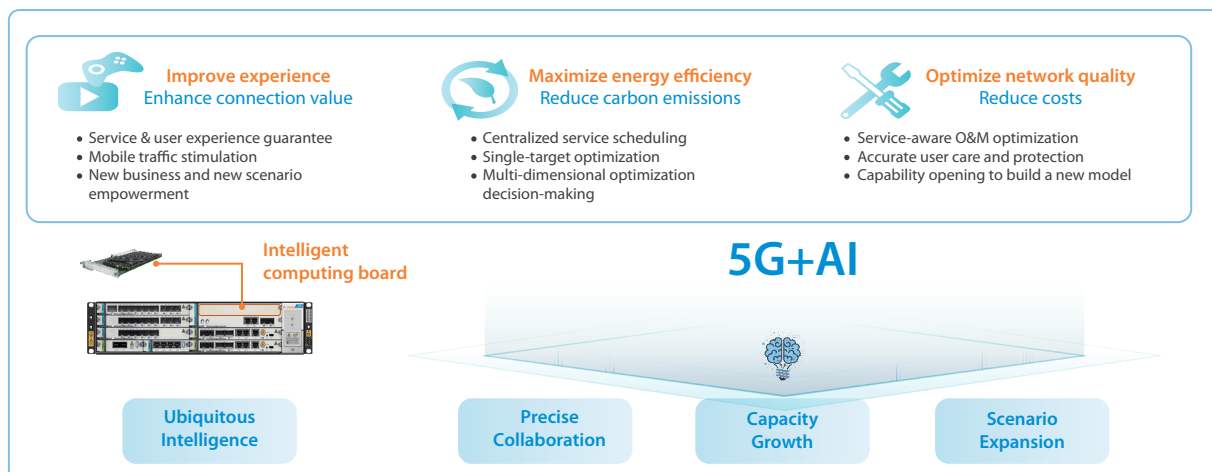 Improve experience
Enhance connection value
• Service & user experience guarantee
• Mobile traffic stimulation
• New business and new scenario
empowerment
Maximize energy efficiency
Reduce carbon emissions
• Centralized service scheduling
• Single-target optimization
• Multi-dimensional optimization
decision-making
Optimize network quality
Reduce costs
• Service-aware O&M optimization
• Accurate user care and protection
• Capability opening to build a new model
Intelligent
computing board
5G+AI
Ubiquitous
Intelligence
Precise
Collaboration
Capacity
Growth
Scenario
Expansion